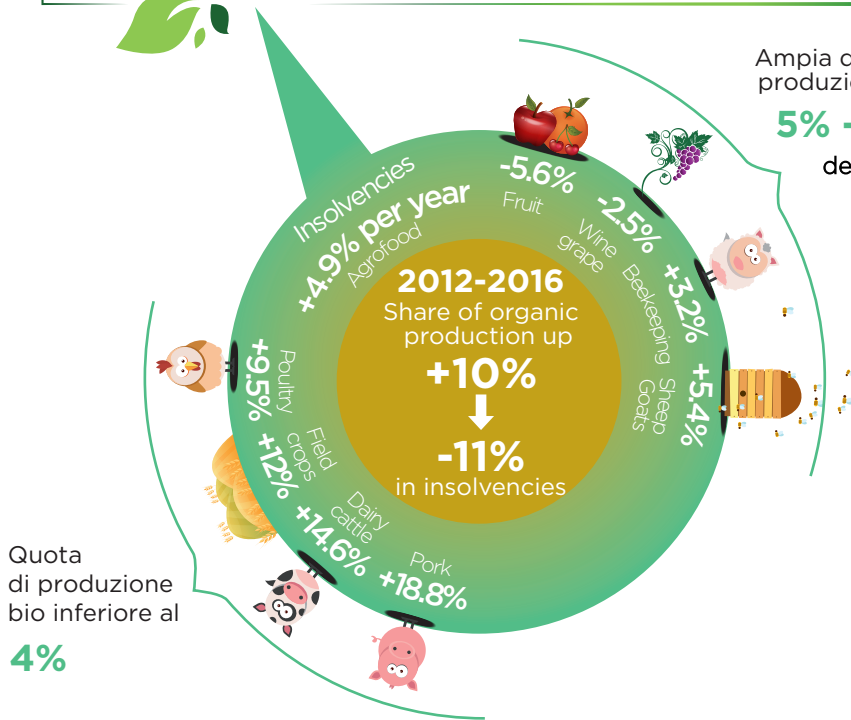 Ampia d
produzi
5% -
de
Insolvencies
+4.9% per year
Agrofood
-5.6%
Fruit
-2.5%
Wine
grape
+3.2%
Beekeeping
+5.4%
Sheep
Goats
2012-2016
Share of organic
production up
+10%
-11%
in insolvencies
+9.5%
Poultry
+12%
Field
crops
+14.6%
Dairy
cattle
+18.8%
Pork
Quota
di produzione
bio inferiore al
4%